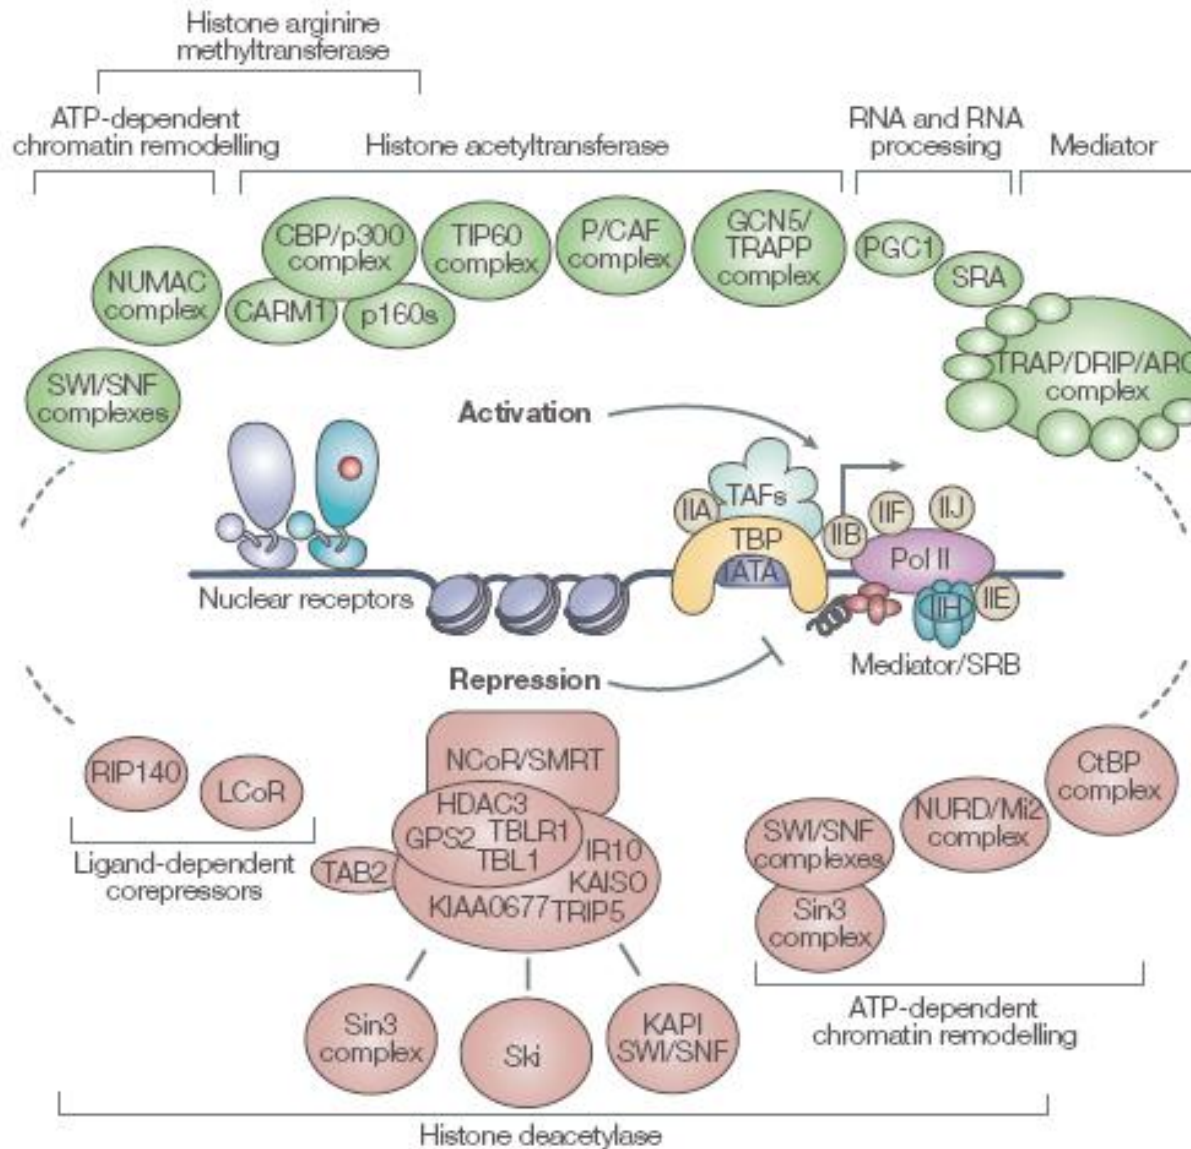 Histone arginine
methyltransferase
ATP-dependent
chromatin remodelling
Histone acetyltransferase
RNA and RNA
processing
Mediator
CBP/p300
complex
TIP60
complex
P/CAF
complex
GCN5/
TRAPP
complex
PGC1
SRA
NUMAC
complex
CARM1
p160s
SWI/SNF
complexes
TRAP/DRIP/ARC
complex
Activation
IIA
TAFs
IIB
IIF
IIJ
TBP
TATA
Pol II
IIH
IIE
Nuclear receptors
Mediator/SRB
Repression
RIP140
LCoR
Ligand-dependent
corepressors
NCoR/SMRT
HDAC3
GPS2
TBLR1
TBL1
TAB2
IR10
KAISO
KIAA0677
TRIP5
Sin3
complex
Ski
KAPI
SWI/SNF
SWI/SNF
complexes
Sin3
complex
NURD/Mi2
complex
CtBP
complex
ATP-dependent
chromatin remodelling
Histone deacetylase